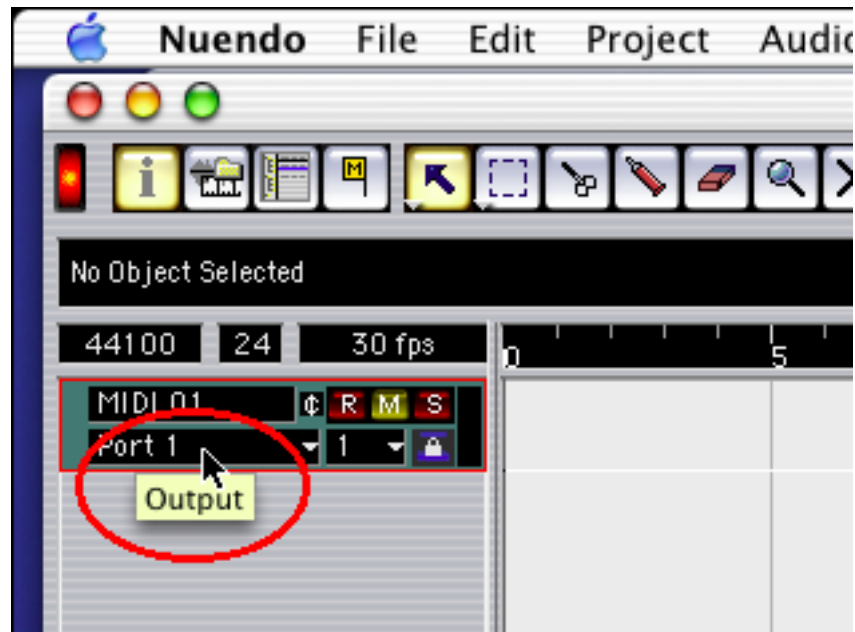 Nuendo File Edit Project Audio
i M
No Object Selected
44100 24 30 fps 0 5
MIDI 01 ¢ R M S
Port 1 1
Output